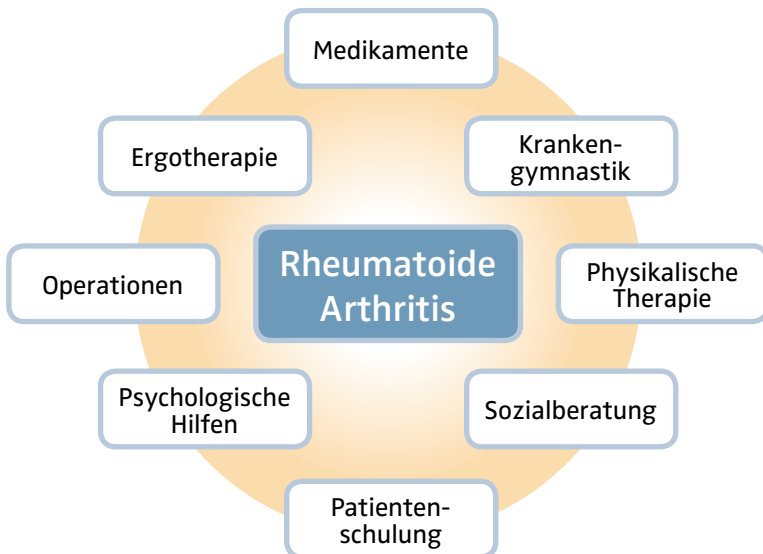 Medikamente
Ergotherapie
Kranken-
gymnastik
Operationen
Rheumatoide
Arthritis
Physikalische
Therapie
Psychologische
Hilfen
Sozialberatung
Patienten-
schulung